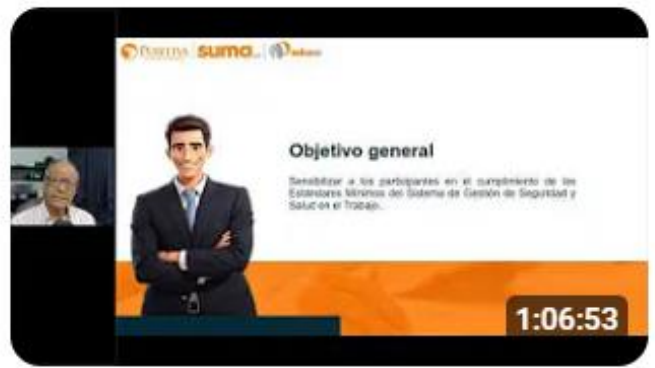 POSITIVA suma educa
Objetivo general
Sensibilizar a los participantes en el cumplimiento de los
Estándares Mínimos del Sistema de Gestión de Seguridad y
Salud en el Trabajo.
1:06:53